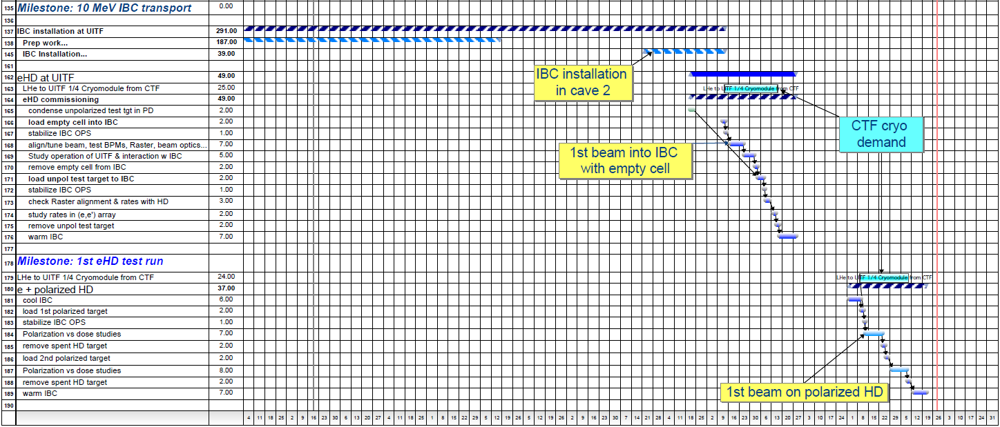 135 Milestone: 10 MeV IBC transport 0.00
136
137 IBC installation at UITF 291.00
138 Prep work... 187.00
145 IBC Installation... 39.00
161
IBC installation
in cave 2
162 eHD at UITF 49.00
163 LHe to UITF 1/4 Cryomodule from CTF 25.00 LHe to UITF 1/4 Cryomodule from CTF
164 eHD commissioning 49.00
165 condense unpolarized test tgt in PD 2.00
166 load empty cell into IBC 2.00
CTF cryo
demand
167 stabilize IBC OPS 1.00
168 align/tune beam, test BPMs, Raster, beam optics... 7.00
1st beam into IBC
with empty cell
169 Study operation of UITF & interaction w IBC 5.00
170 remove empty cell from IBC 2.00
171 load unpol test target to IBC 2.00
172 stabilize IBC OPS 1.00
173 check Raster alignment & rates with HD 3.00
174 study rates in (e,e') array 2.00
175 remove unpol test target 2.00
176 warm IBC 7.00
177
178 Milestone: 1st eHD test run
179 LHe to UITF 1/4 Cryomodule from CTF 24.00 LHe to UITF 1/4 Cryomodule from CTF
180 e + polarized HD 37.00
181 cool IBC 6.00
182 load 1st polarized target 2.00
183 stabilize IBC OPS 1.00
184 Polarization vs dose studies 7.00
185 remove spent HD target 2.00
186 load 2nd polarized target 2.00
187 Polarization vs dose studies 8.00
188 remove spent HD target 2.00
1st beam on polarized HD
189 warm IBC 7.00
190
4 11 18 25 2 9 16 23 30 6 13 20 27 4 11 18 25 1 8 15 22 29 5 12 19 26 5 12 19 26 2 9 16 23 30 7 14 21 28 4 11 18 25 2 9 16 23 30 6 13 20 27 3 10 17 24 1 8 15 22 29 5 12 19 26 3 10 17 24 31